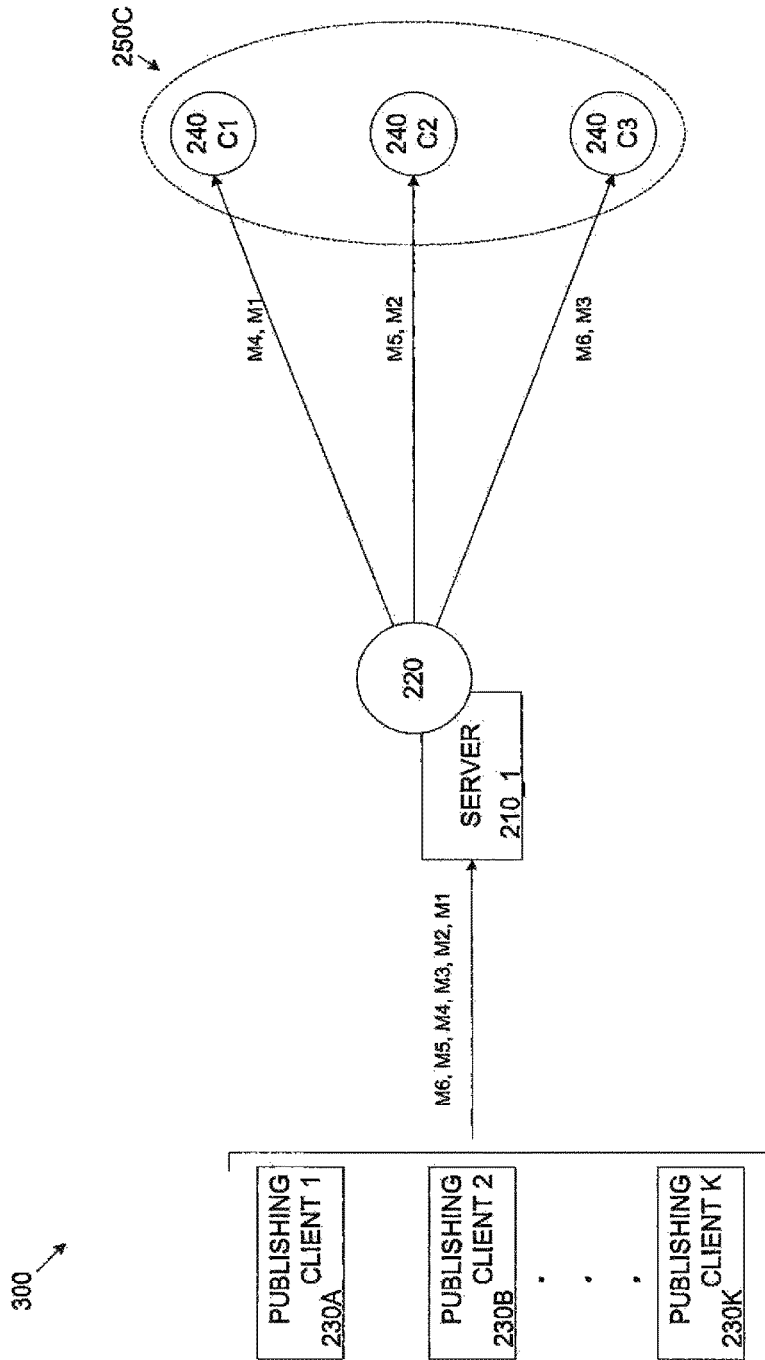 300
PUBLISHING
CLIENT 1
230A
PUBLISHING
CLIENT 2
230B
. . .
PUBLISHING
CLIENT K
230K
M6, M5, M4, M3, M2, M1
SERVER
210_1
220
M4, M1
M5, M2
M6, M3
250C
240
C1
240
C2
240
C3